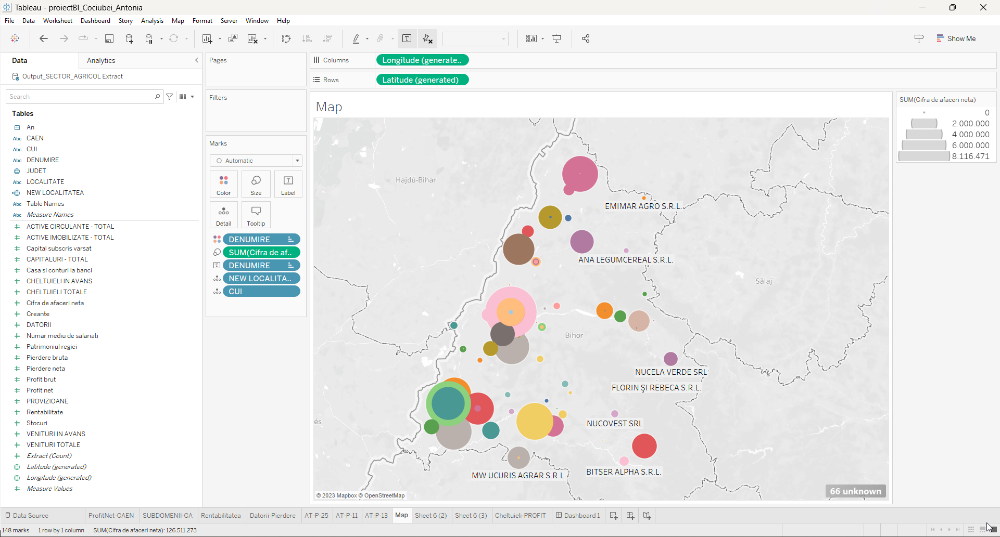 Tableau - proiectBI_Cociubei_Antonia
File Data Worksheet Dashboard Story Analysis Map Format Server Window Help
Show Me
Data
Analytics
Output_SECTOR_AGRICOL Extract
Search
Tables
An
Abc CAEN
Abc CUI
Abc DENUMIRE
JUDET
Abc LOCALITATE
NEW LOCALITATEA
Abc Table Names
Abc Measure Names
ACTIVE CIRCULANTE - TOTAL
ACTIVE IMOBILIZATE - TOTAL
Capital subscris varsat
CAPITALURI - TOTAL
Casa si conturi la banci
CHELTUIELI IN AVANS
CHELTUIELI TOTALE
Cifra de afaceri neta
Creante
DATORII
Numar mediu de salariati
Patrimoniul regiei
Pierdere bruta
Pierdere neta
Profit brut
Profit net
PROVIZIOANE
Rentabilitate
Stocuri
VENITURI IN AVANS
VENITURI TOTALE
Extract (Count)
Latitude (generated)
Longitude (generated)
Measure Values
Pages
Filters
Marks
Automatic
Color
Size
Label
Detail
Tooltip
DENUMIRE
SUM(Cifra de af..
DENUMIRE
NEW LOCALITA..
CUI
Columns
Longitude (generate..
Rows
Latitude (generated)
Map
Hajdú-Bihar
EMIMAR AGRO S.R.L.
ANA LEGUMCEREAL S.R.L.
Sălaj
Bihor
NUCELA VERDE SRL
FLORIN ŞI REBECA S.R.L.
és
NUCOVEST SRL
MW UCURIS AGRAR S.R.L.
BITSER ALPHA S.R.L.
© 2023 Mapbox © OpenStreetMap
66 unknown
SUM(Cifra de afaceri neta)
0
2.000.000
4.000.000
6.000.000
8.116.471
Data Source
ProfitNet-CAEN
SUBDOMENII-CA
Rentabilitatea
Datorii-Pierdere
AT-P-25
AT-P-11
AT-P-13
Map
Sheet 6 (2)
Sheet 6 (3)
Cheltuieli-PROFIT
Dashboard 1
148 marks
1 row by 1 column
SUM(Cifra de afaceri neta): 126.511.273